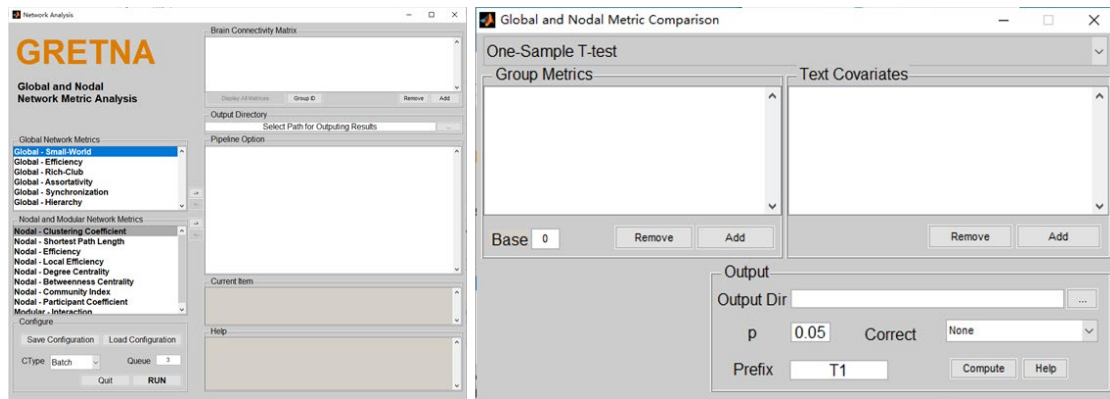 Network Analysis
GRETNA
Global and Nodal
Network Metric Analysis
Global Network Metrics
Global - Small-World
Global - Efficiency
Global - Rich-Club
Global - Assortativity
Global - Synchronization
Global - Hierarchy
Nodal and Modular Network Metrics
Nodal - Clustering Coefficient
Nodal - Shortest Path Length
Nodal - Efficiency
Nodal - Local Efficiency
Nodal - Degree Centrality
Nodal - Betweenness Centrality
Nodal - Community Index
Nodal - Participant Coefficient
Modular - Interaction
Configure
Save Configuration Load Configuration
CType Batch Queue 3
Quit RUN
Brain Connectivity Matrix
Display All Matrices Group ID Remove Add
Output Directory
Select Path for Outputing Results ...
Pipeline Option
-> 
<-
->
<-
Current Item
Help
Global and Nodal Metric Comparison
One-Sample T-test
Group Metrics
Base 0 Remove Add
Text Covariates
Remove Add
Output
Output Dir ...
p 0.05 Correct None
Prefix T1 Compute Help